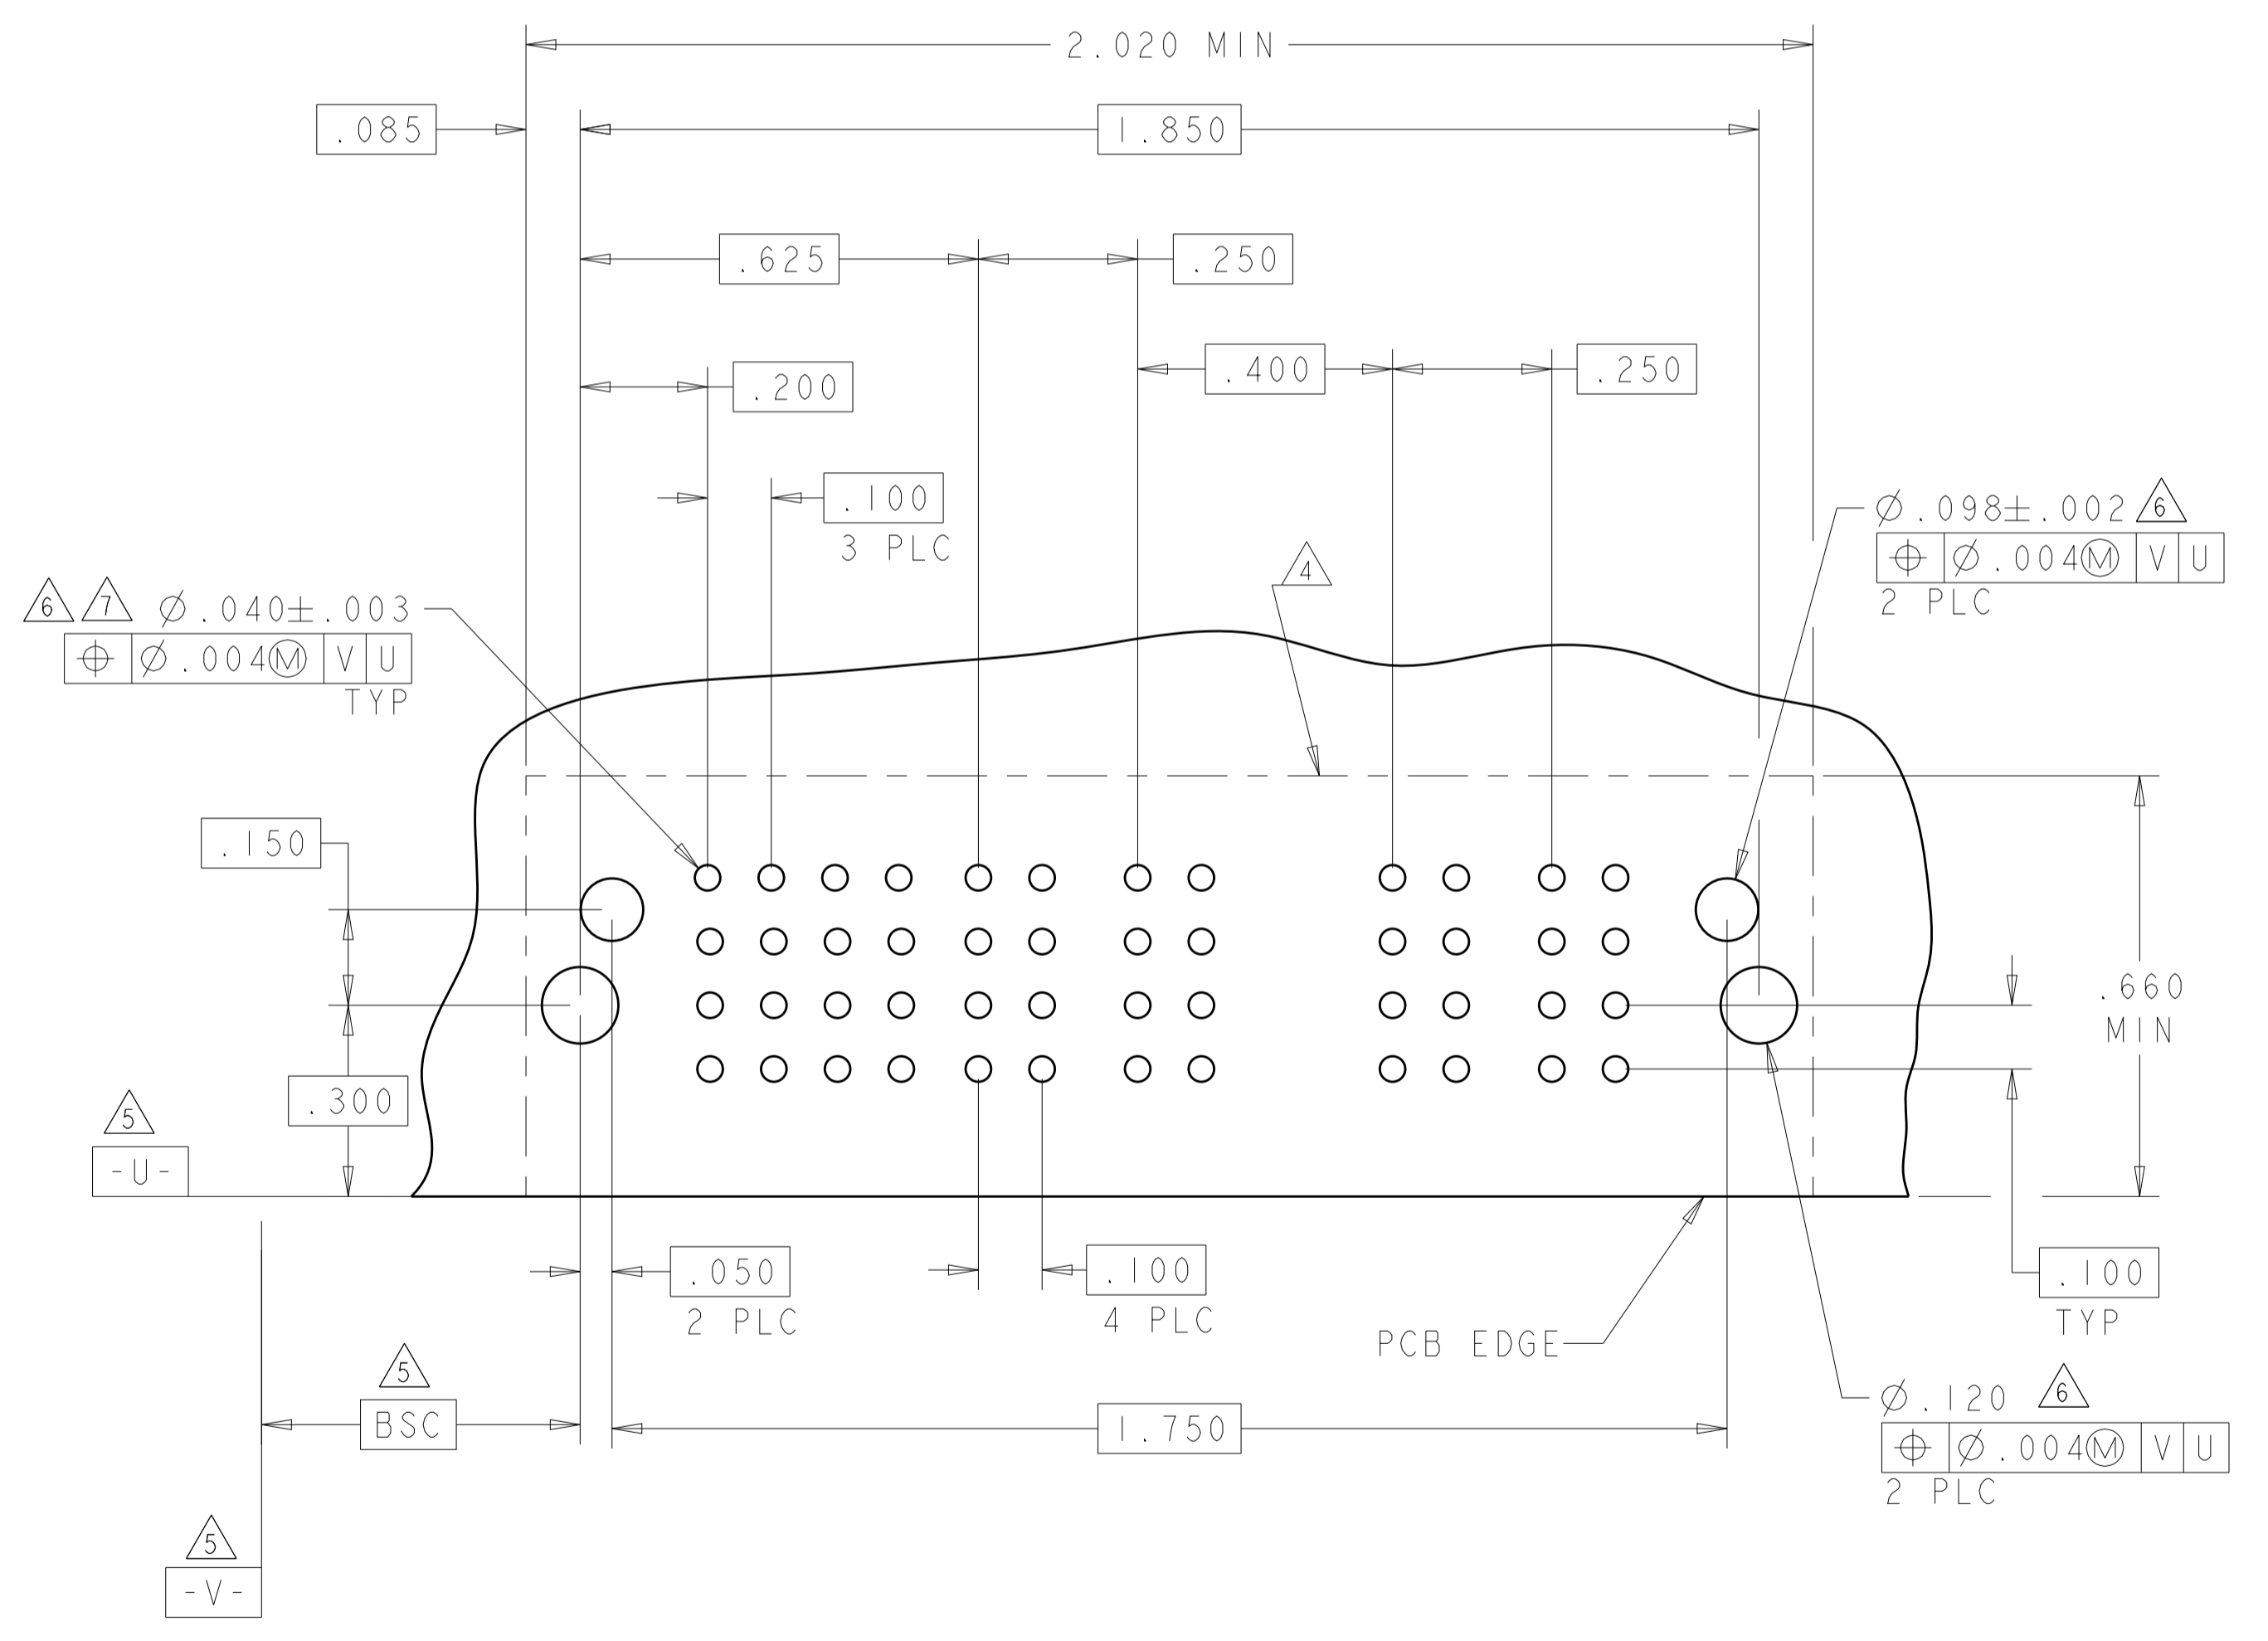 2.020 MIN
.085
1.850
.625
.250
.200
.400
.250
.100
3 PLC
⌀.098±.002 6
⌖ ⌀.004Ⓜ V U
2 PLC
4
6 7 ⌀.040±.003
⌖ ⌀.004Ⓜ V U
TYP
.150
.660
MIN
.300
5
-U-
.050
2 PLC
.100
4 PLC
.100
TYP
PCB EDGE
5
BSC
1.750
⌀.120 6
⌖ ⌀.004Ⓜ V U
2 PLC
5
-V-